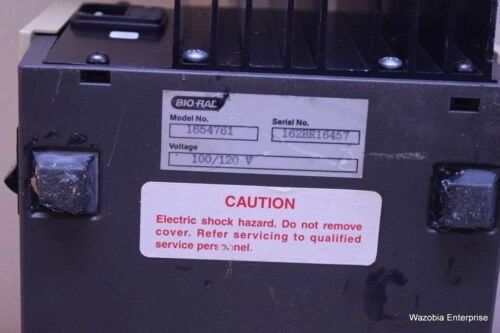 BIO-RAD
Model No. Serial No.
1654761 162BR16457
Voltage
100/120 V
CAUTION
Electric shock hazard. Do not remove
cover. Refer servicing to qualified
service personnel.
Wazobia Enterprise